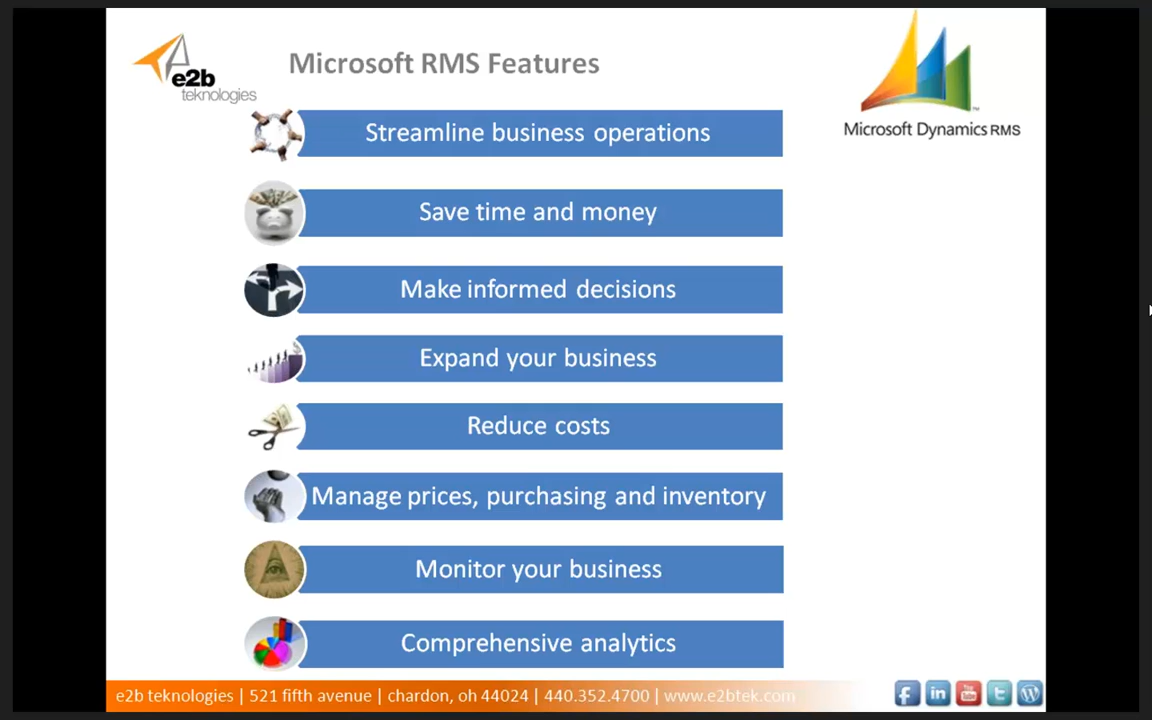 e2b
teknologies
Microsoft RMS Features
Microsoft Dynamics RMS
Streamline business operations
Save time and money
Make informed decisions
Expand your business
Reduce costs
Manage prices, purchasing and inventory
Monitor your business
Comprehensive analytics
e2b teknologies | 521 fifth avenue | chardon, oh 44024 | 440.352.4700 | www.e2btek.com